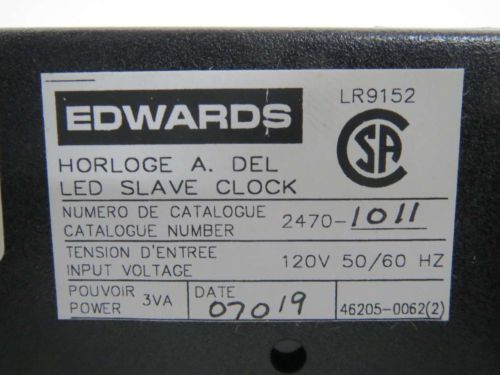 EDWARDS
LR9152
CSA
HORLOGE A. DEL
LED SLAVE CLOCK
NUMERO DE CATALOGUE
CATALOGUE NUMBER 2470-1011
TENSION D'ENTREE
INPUT VOLTAGE 120V 50/60 HZ
POUVOIR
POWER 3VA
DATE
07019
46205-0062(2)